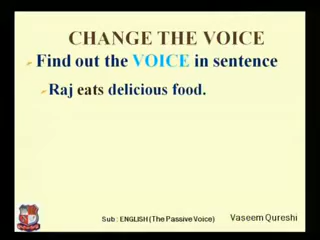 CHANGE THE VOICE
Find out the VOICE in sentence
Raj eats delicious food.
Sub : ENGLISH (The Passive Voice) Vaseem Qureshi